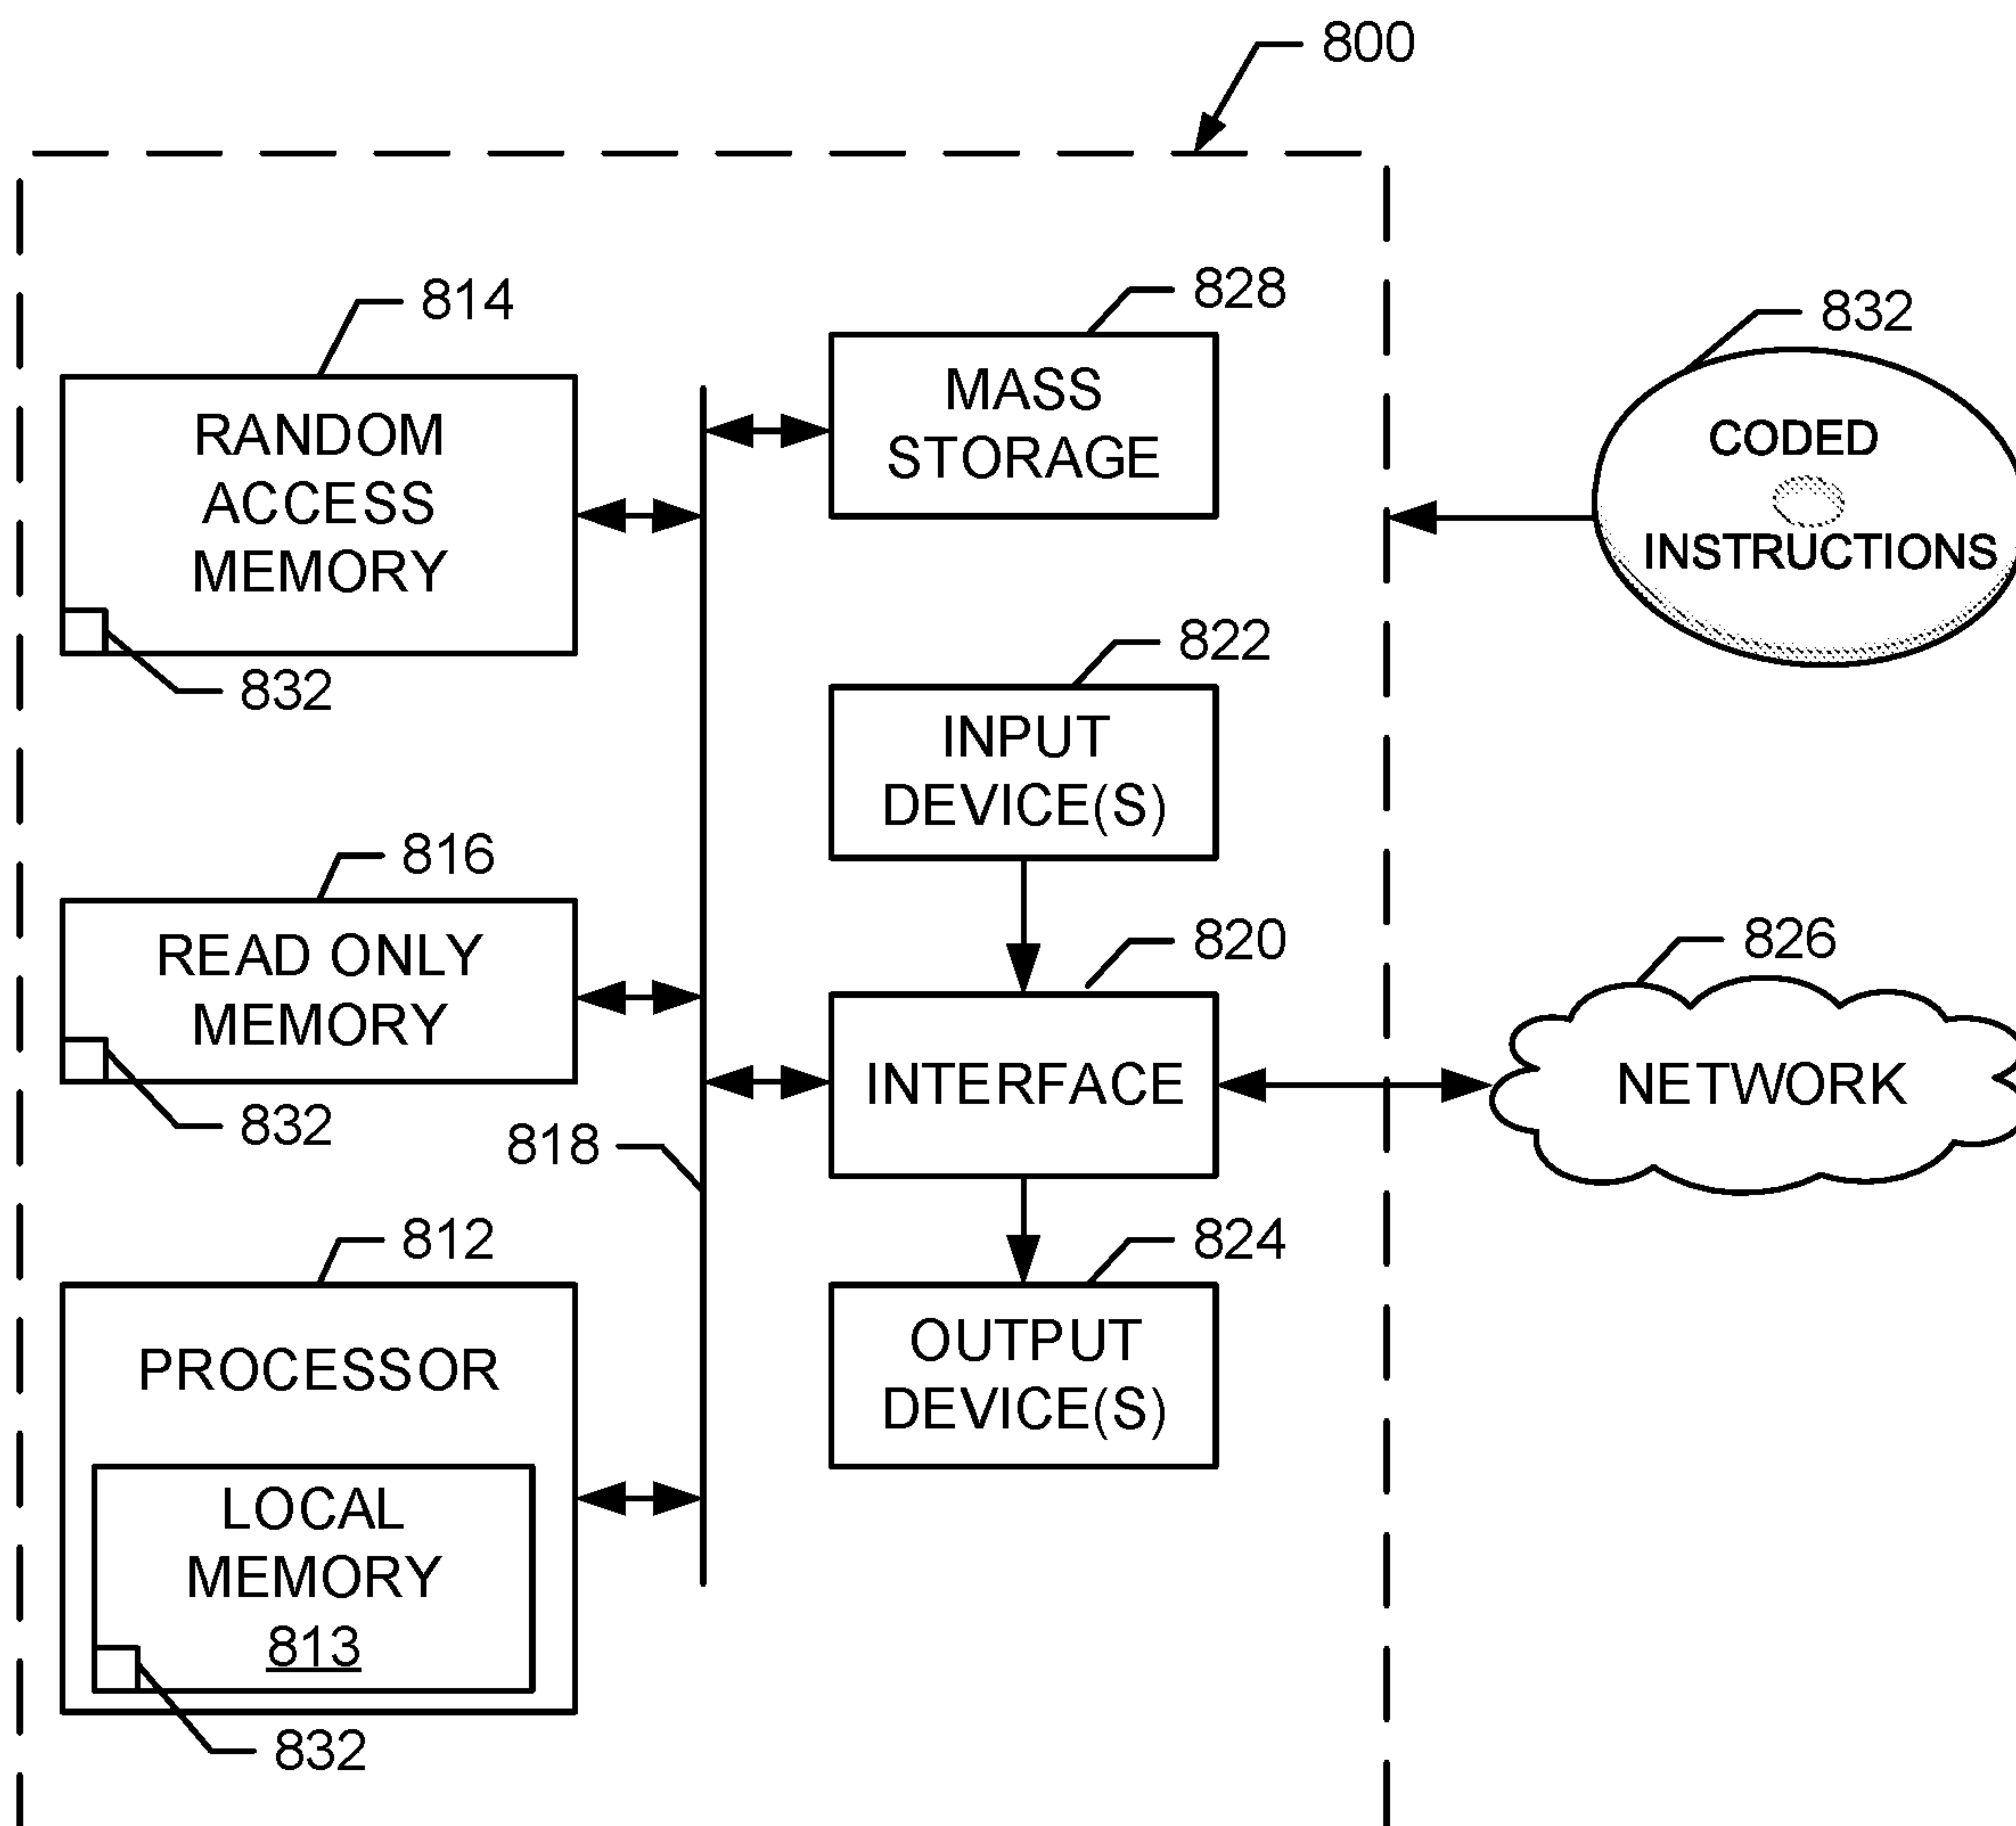 800
814
RANDOM
ACCESS
MEMORY
832
828
MASS
STORAGE
832
CODED
INSTRUCTIONS
822
INPUT
DEVICE(S)
816
READ ONLY
MEMORY
832
820
INTERFACE
826
NETWORK
818
812
PROCESSOR
LOCAL
MEMORY
813
832
824
OUTPUT
DEVICE(S)